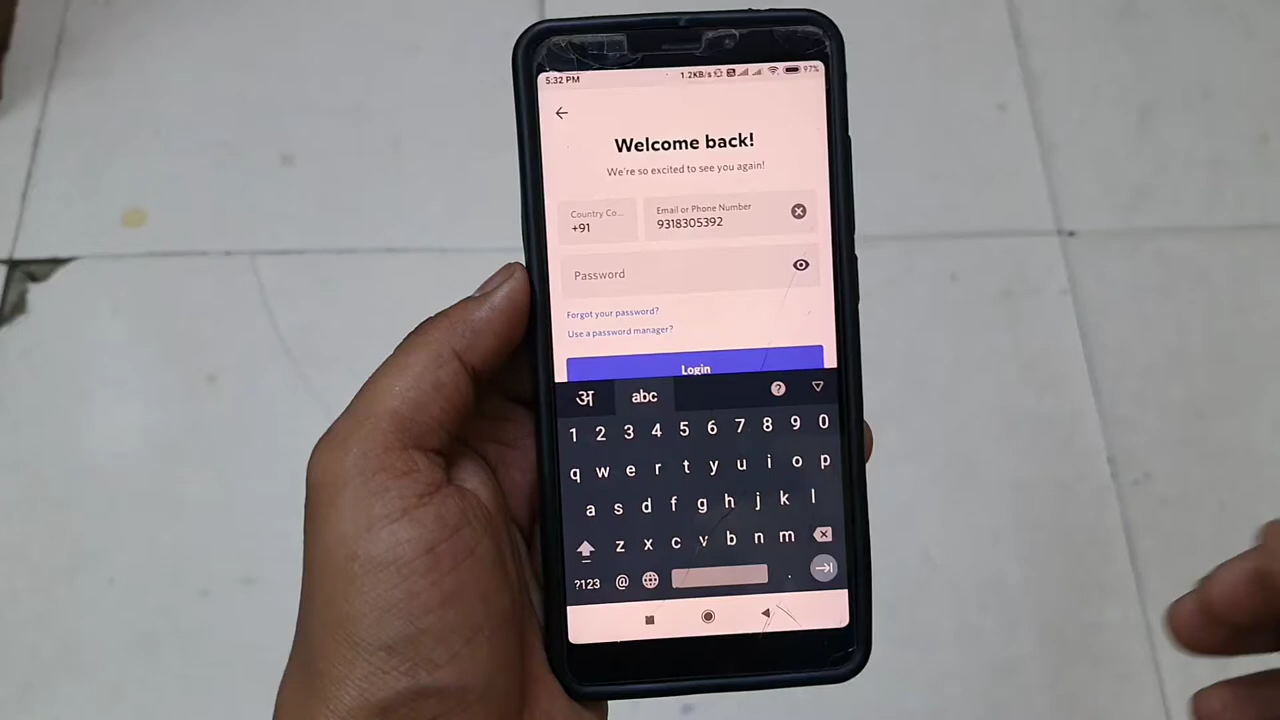 5:32 PM 1.2KB/s 97%
Welcome back!
We're so excited to see you again!
Country Co... Email or Phone Number
+91 9318305392
Password
Forgot your password?
Use a password manager?
Login
अ abc
1 2 3 4 5 6 7 8 9 0
q w e r t y u i o p
a s d f g h j k l
z x c v b n m
?123 @ .